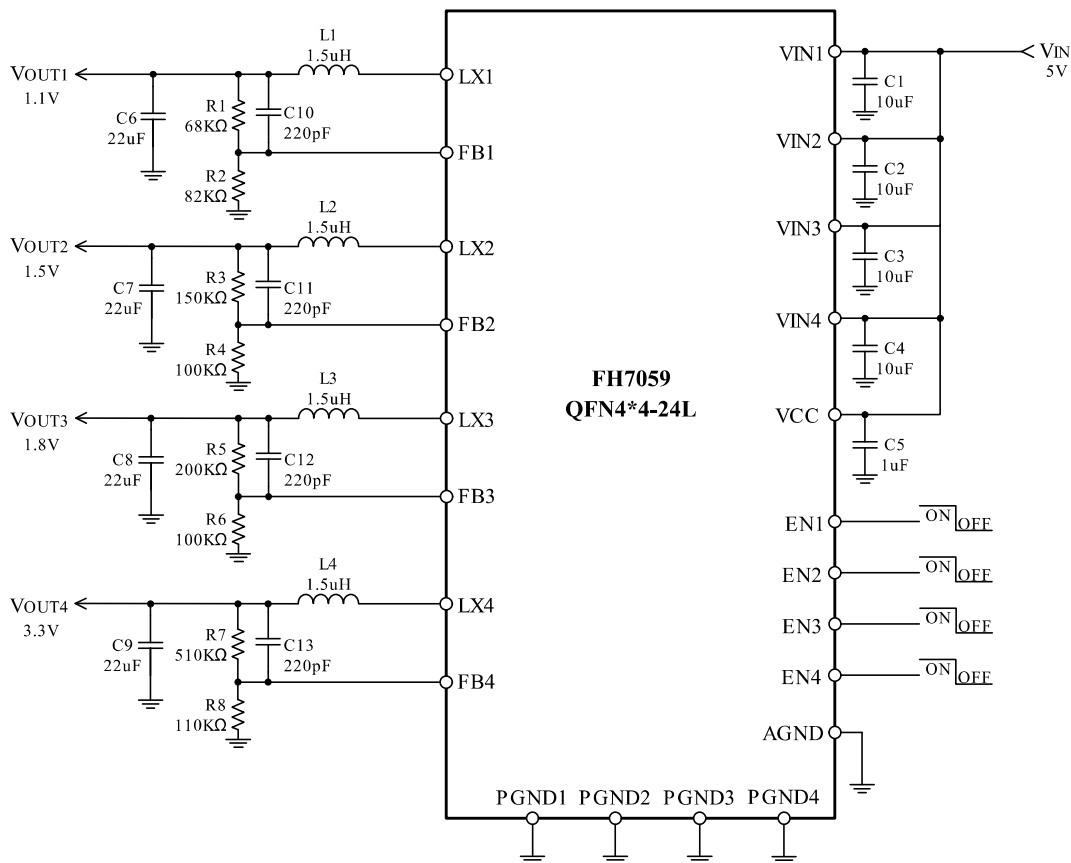 VOUT1
1.1V
L1
1.5uH
C6
22uF
R1
68KΩ
C10
220pF
R2
82KΩ
LX1
FB1
VOUT2
1.5V
L2
1.5uH
C7
22uF
R3
150KΩ
C11
220pF
R4
100KΩ
LX2
FB2
VOUT3
1.8V
L3
1.5uH
C8
22uF
R5
200KΩ
C12
220pF
R6
100KΩ
LX3
FB3
VOUT4
3.3V
L4
1.5uH
C9
22uF
R7
510KΩ
C13
220pF
R8
110KΩ
LX4
FB4
FH7059
QFN4*4-24L
PGND1 PGND2 PGND3 PGND4
VIN1
VIN2
VIN3
VIN4
VCC
EN1
EN2
EN3
EN4
AGND
VIN
5V
C1
10uF
C2
10uF
C3
10uF
C4
10uF
C5
1uF
ON OFF
ON OFF
ON OFF
ON OFF